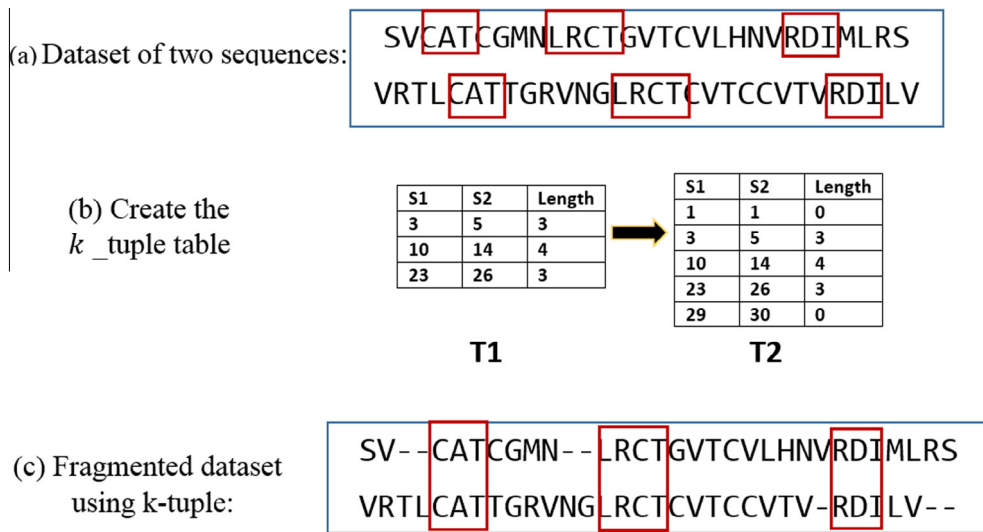 (a) Dataset of two sequences:
SVCATCGMNLRCTGVTCVLHNVRDIMLRS
VRTLCATTGRVNGLRCTCVTCCVTVRDILV
(b) Create the
k _tuple table
S1 S2 Length
3 5 3
10 14 4
23 26 3
T1
S1 S2 Length
1 1 0
3 5 3
10 14 4
23 26 3
29 30 0
T2
(c) Fragmented dataset
using k-tuple:
SV--CATCGMN--LRCTGVTCVLHNVRDIMLRS
VRTLCATTGRVNGLRCTCVTCCVTV-RDILV--